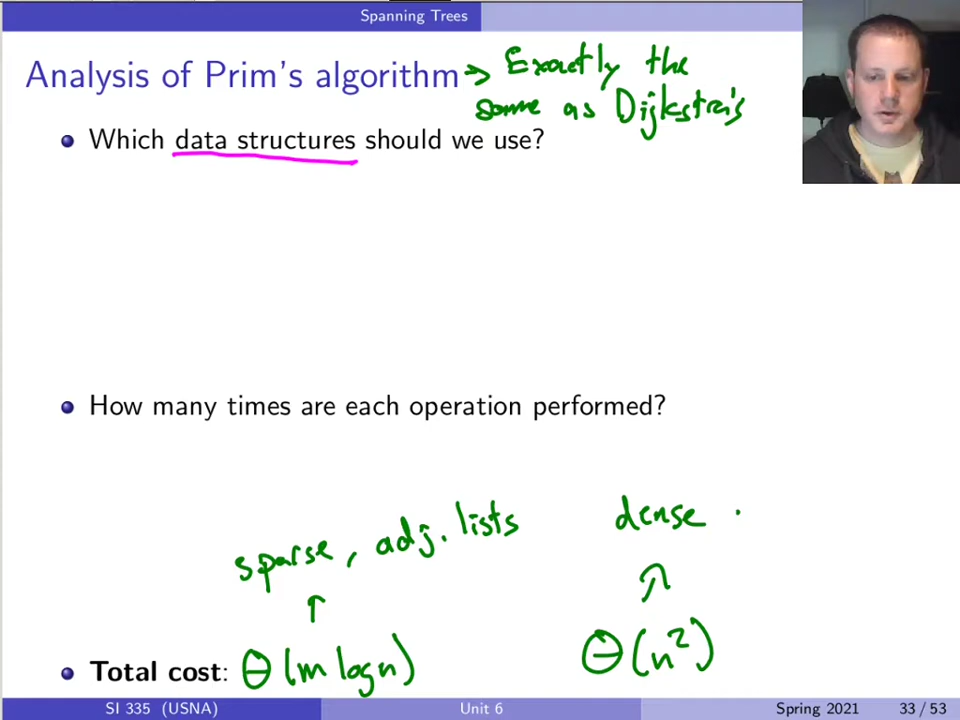 Spanning Trees
Analysis of Prim's algorithm → Exactly the
same as Dijkstra's
Which data structures should we use?
How many times are each operation performed?
sparse, adj. lists
dense .
↑
↑
Total cost: Θ(m log n) Θ(n²)
SI 335 (USNA) Unit 6 Spring 2021 33 / 53